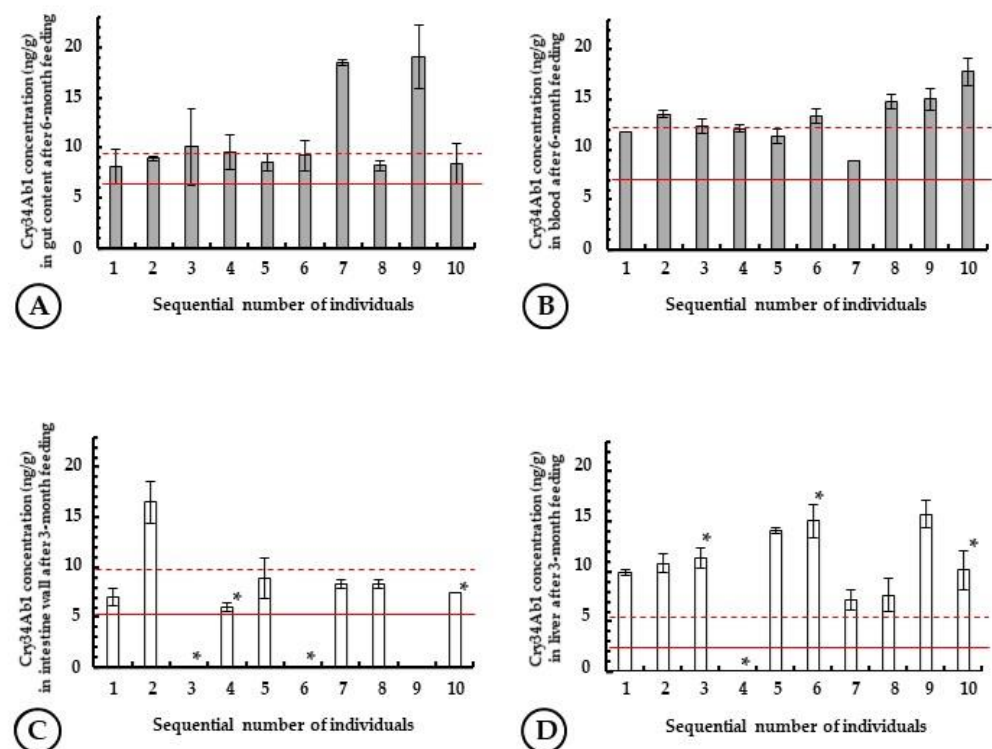 Cry34Ab1 concentration (ng/g)
in gut content after 6-month feeding
20
15
10
5
0
1 2 3 4 5 6 7 8 9 10
Sequential number of individuals
A
Cry34Ab1 concentration (ng/g)
in blood after 6-month feeding
20
15
10
5
0
1 2 3 4 5 6 7 8 9 10
Sequential number of individuals
B
Cry34Ab1 concentration (ng/g)
in intestine wall after 3-month feeding
20
15
10
5
0
* * * *
1 2 3 4 5 6 7 8 9 10
Sequential number of individuals
C
Cry34Ab1 concentration (ng/g)
in liver after 3-month feeding
20
15
10
5
0
* * * *
1 2 3 4 5 6 7 8 9 10
Sequential number of individuals
D